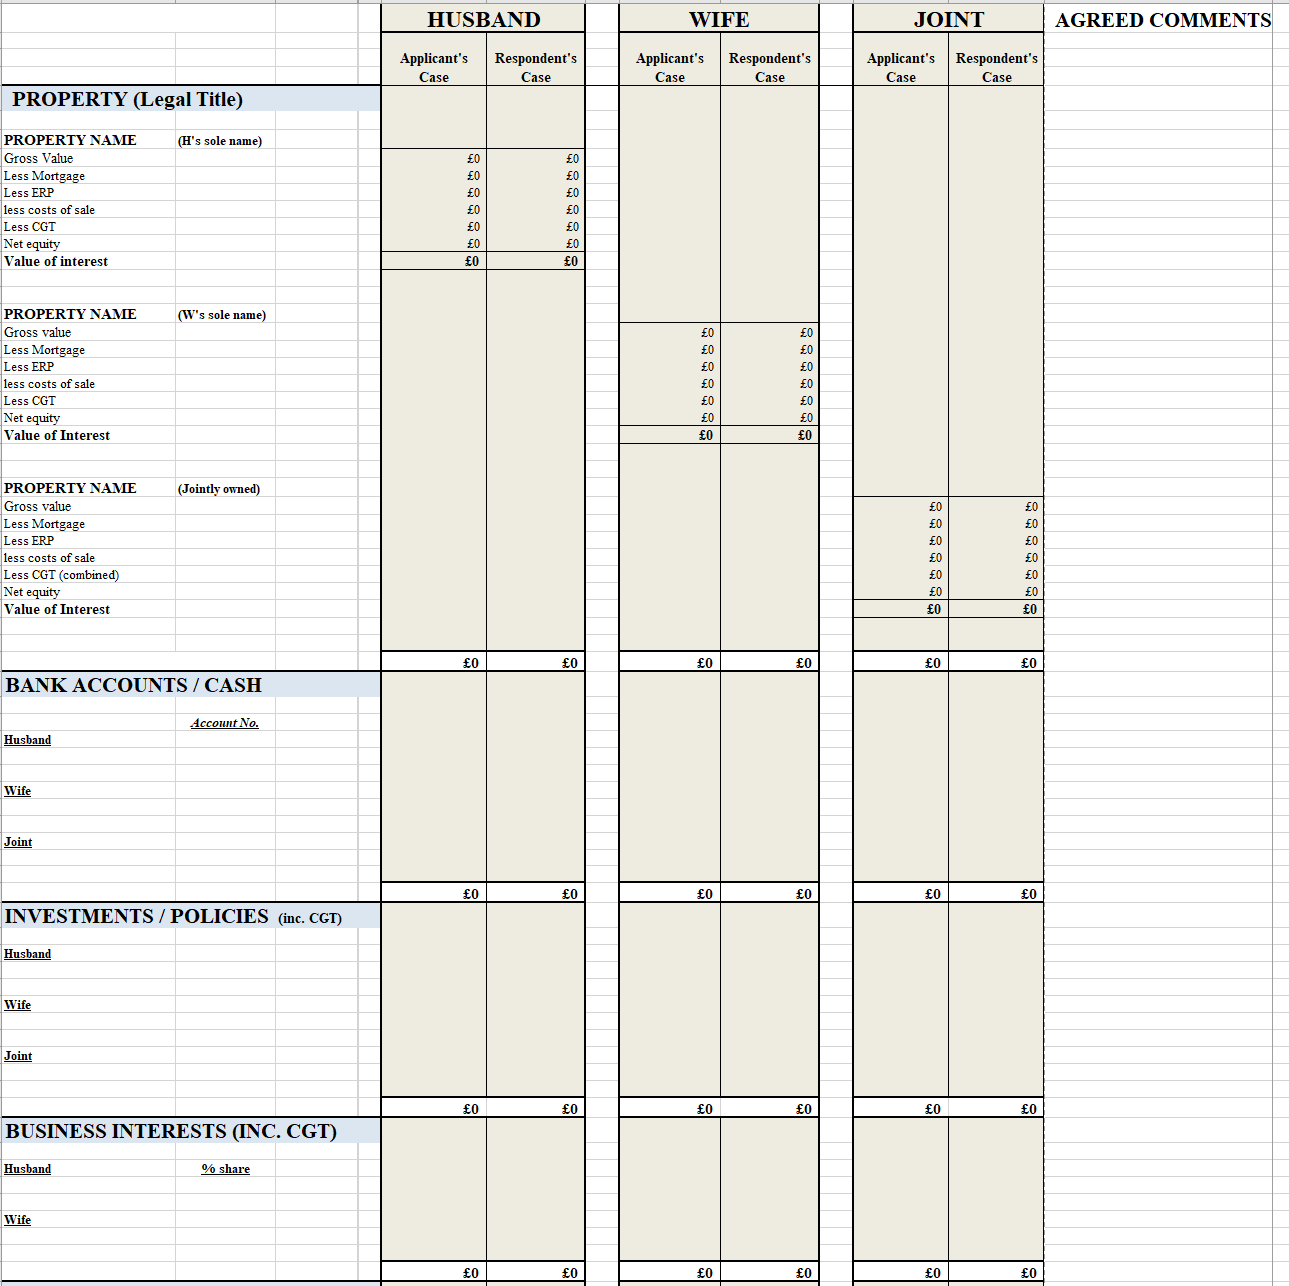 HUSBAND WIFE JOINT AGREED COMMENTS
Applicant's Case Respondent's Case Applicant's Case Respondent's Case Applicant's Case Respondent's Case
PROPERTY (Legal Title)
PROPERTY NAME (H's sole name)
Gross Value £0 £0
Less Mortgage £0 £0
Less ERP £0 £0
less costs of sale £0 £0
Less CGT £0 £0
Net equity £0 £0
Value of interest £0 £0
PROPERTY NAME (W's sole name)
Gross value £0 £0
Less Mortgage £0 £0
Less ERP £0 £0
less costs of sale £0 £0
Less CGT £0 £0
Net equity £0 £0
Value of Interest £0 £0
PROPERTY NAME (Jointly owned)
Gross value £0 £0
Less Mortgage £0 £0
Less ERP £0 £0
less costs of sale £0 £0
Less CGT (combined) £0 £0
Net equity £0 £0
Value of Interest £0 £0
£0 £0 £0 £0 £0 £0
BANK ACCOUNTS / CASH
Account No.
Husband
Wife
Joint
£0 £0 £0 £0 £0 £0
INVESTMENTS / POLICIES (inc. CGT)
Husband
Wife
Joint
£0 £0 £0 £0 £0 £0
BUSINESS INTERESTS (INC. CGT)
Husband % share
Wife
£0 £0 £0 £0 £0 £0